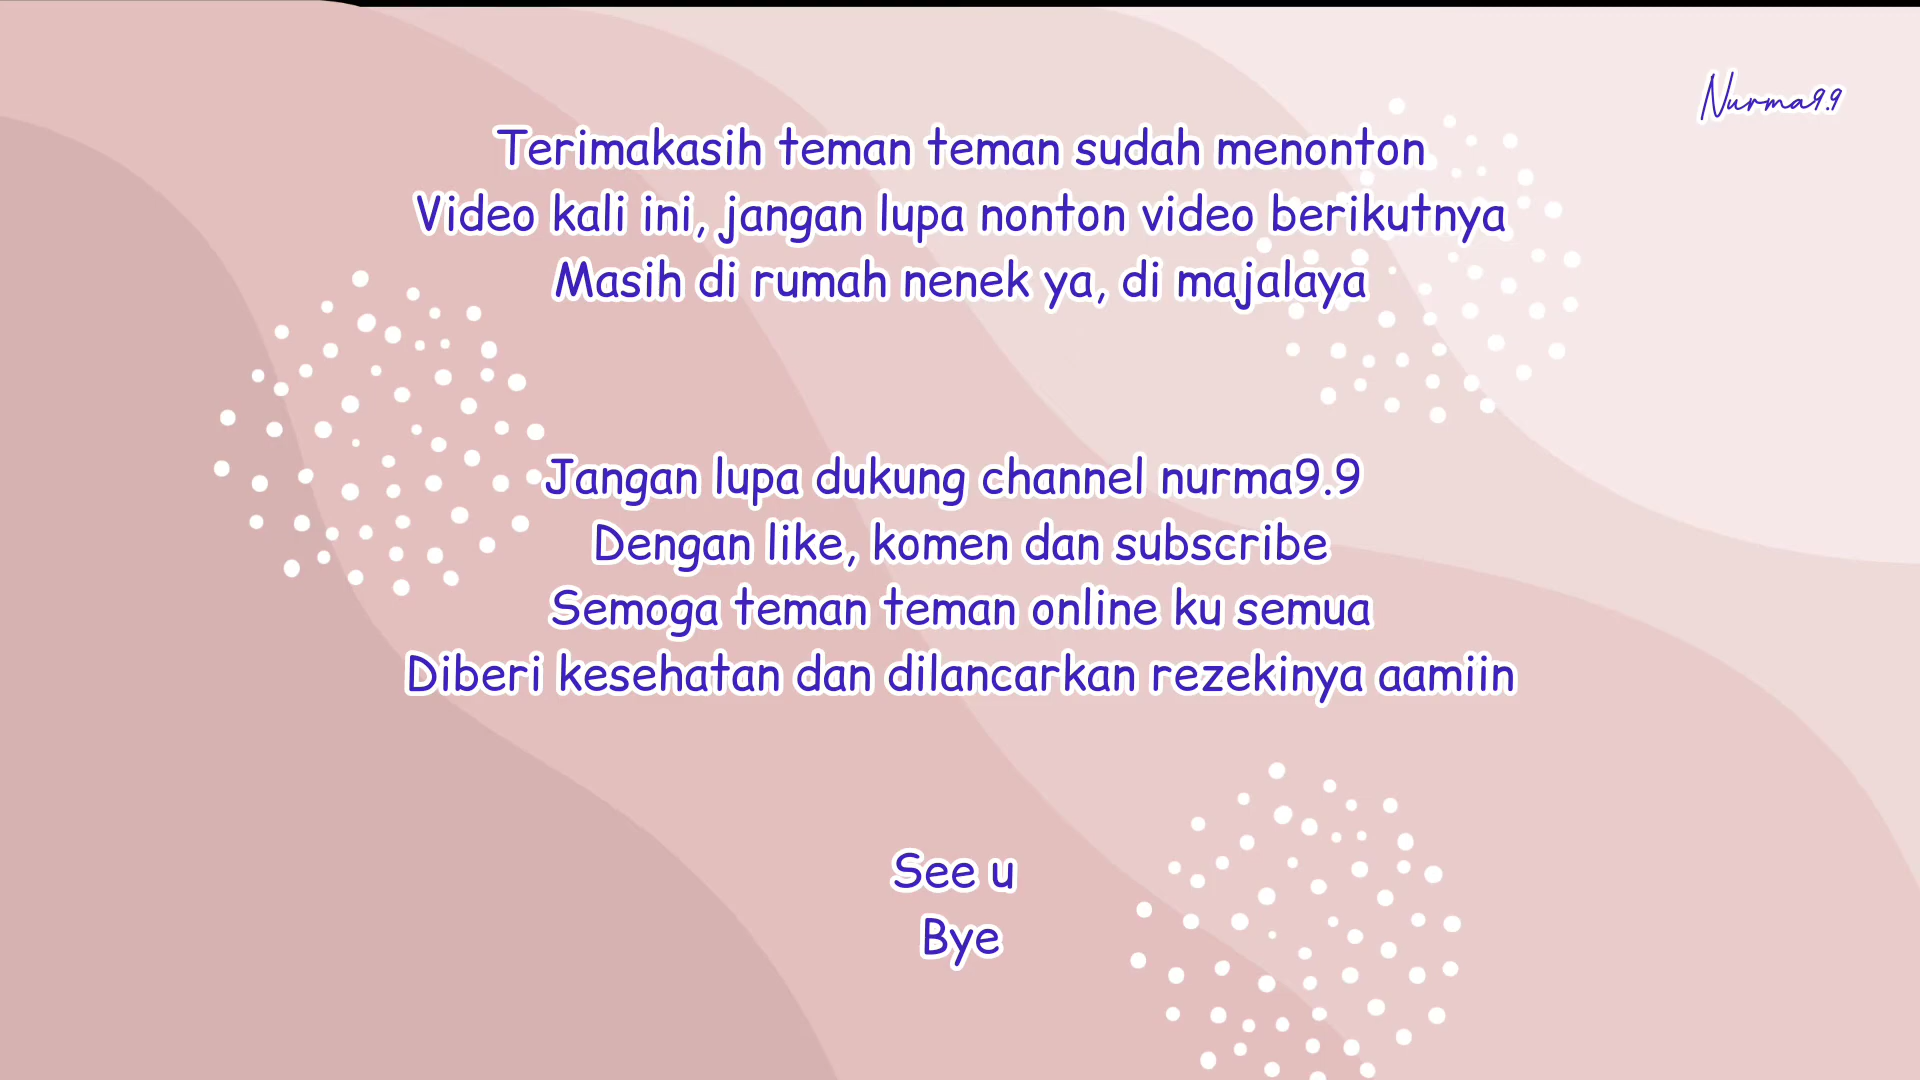 Nurma9.9
Terimakasih teman teman sudah menonton
Video kali ini, jangan lupa nonton video berikutnya
Masih di rumah nenek ya, di majalaya
Jangan lupa dukung channel nurma9.9
Dengan like, komen dan subscribe
Semoga teman teman online ku semua
Diberi kesehatan dan dilancarkan rezekinya aamiin
See u
Bye